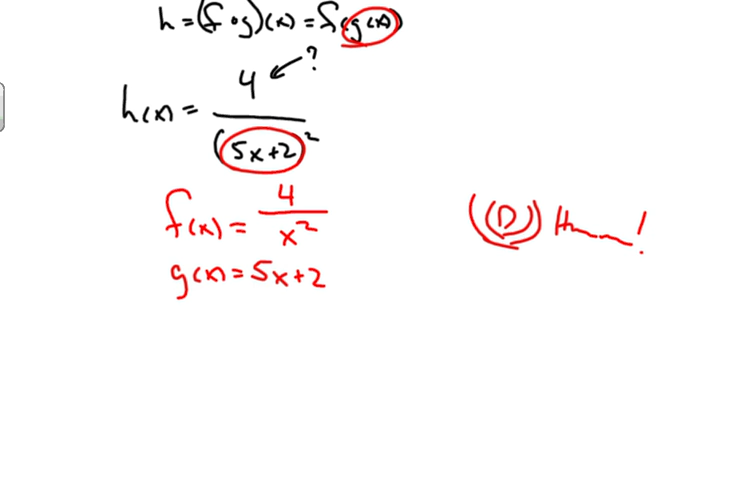 h = (f∘g)(x) = f(g(x))
4 ← ?
h(x) = ―
(5x+2)²
4
f(x) = ―
x²
g(x) = 5x+2
((D)) Hmm!